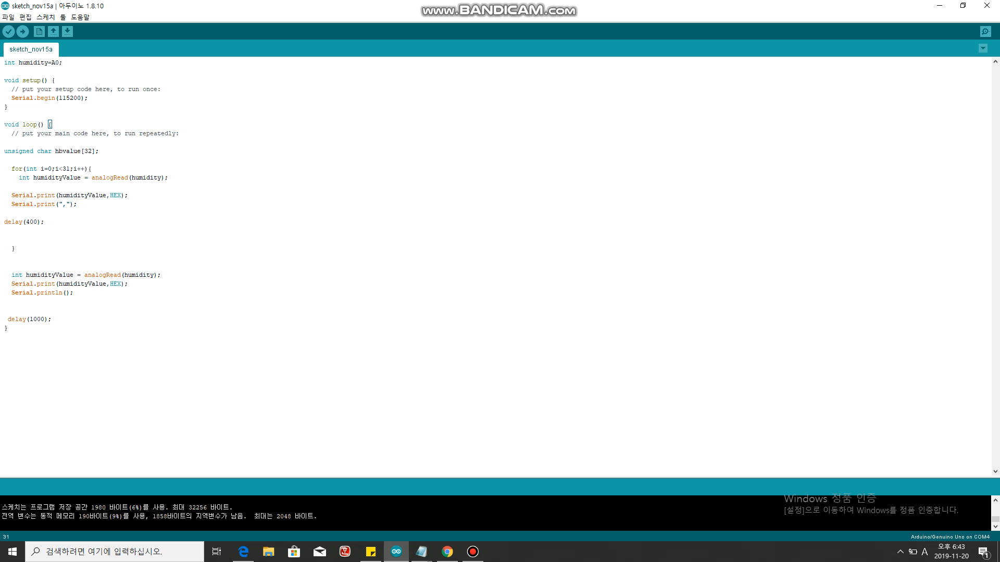 sketch_nov15a | 아두이노 1.8.10
www.BANDICAM.com
파일 편집 스케치 툴 도움말
sketch_nov15a
int humidity=A0;
void setup() {
// put your setup code here, to run once:
Serial.begin(115200);
}
void loop() {
// put your main code here, to run repeatedly:
unsigned char hbvalue[32];
for(int i=0;i<31;i++){
int humidityValue = analogRead(humidity);
Serial.print(humidityValue,HEX);
Serial.print(",");
delay(400);
}
int humidityValue = analogRead(humidity);
Serial.print(humidityValue,HEX);
Serial.println();
delay(1000);
}
Windows 정품 인증
[설정]으로 이동하여 Windows를 정품 인증합니다.
스케치는 프로그램 저장 공간 1980 바이트(6%)를 사용. 최대 32256 바이트.
전역 변수는 동적 메모리 190바이트(9%)를 사용, 1858바이트의 지역변수가 남음.  최대는 2048 바이트.
31
Arduino/Genuino Uno on COM4
검색하려면 여기에 입력하십시오.
A
오후 6:43
2019-11-20
1